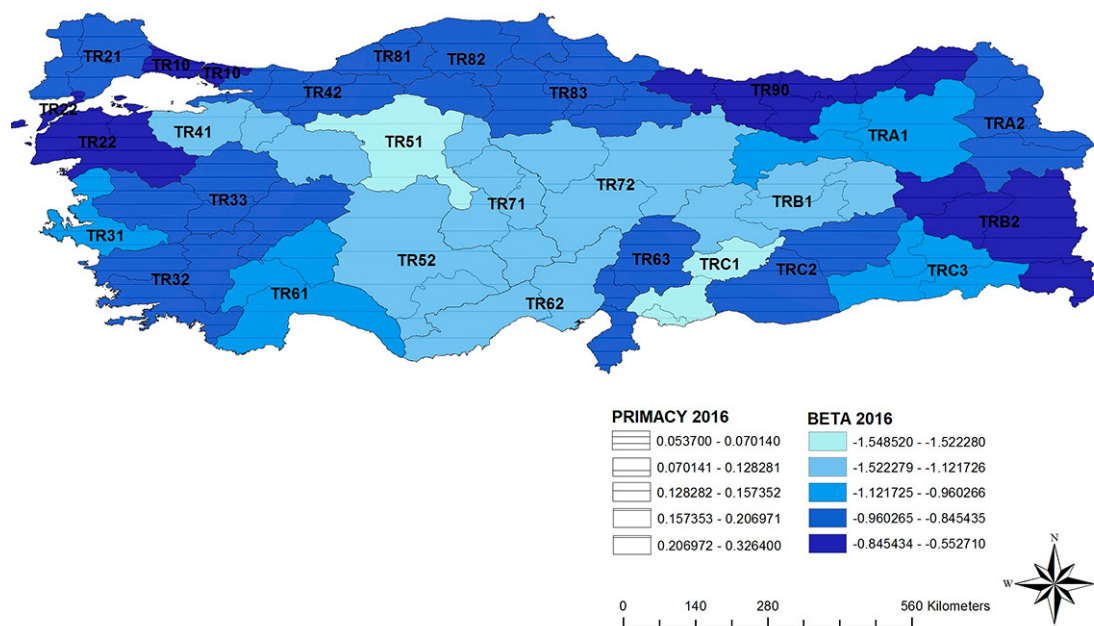 TR21
TR10
TR10
TR81
TR82
TR42
TR83
TR90
TRA2
TRA1
TR22
TR22
TR41
TR51
TR72
TR71
TRB1
TRB2
TR33
TR31
TR52
TR63
TRC1
TRC2
TRC3
TR32
TR61
TR62
PRIMACY 2016
0.053700 - 0.070140
0.070141 - 0.128281
0.128282 - 0.157352
0.157353 - 0.206971
0.206972 - 0.326400
BETA 2016
-1.548520 - -1.522280
-1.522279 - -1.121726
-1.121725 - -0.960266
-0.960265 - -0.845435
-0.845434 - -0.552710
N
W
E
S
0 140 280 560 Kilometers